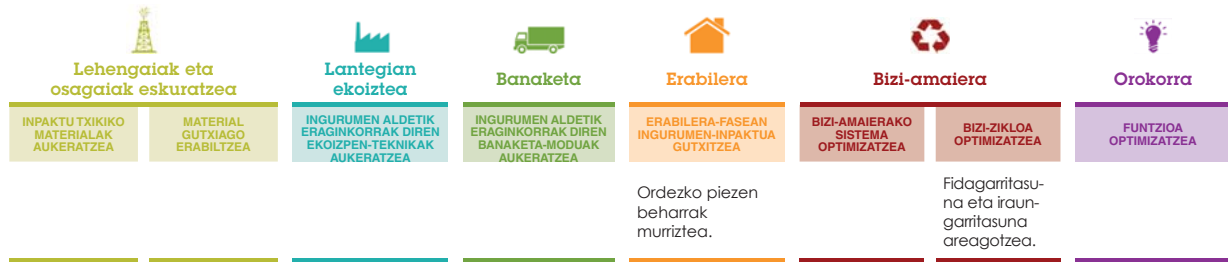 Lehengaiak eta
osagaiak eskuratzea
Lantegian
ekoiztea
Banaketa
Erabilera
Bizi-amaiera
Orokorra
INPAKTU TXIKIKO
MATERIALAK
AUKERATZEA
MATERIAL
GUTXIAGO
ERABILTZEA
INGURUMEN ALDETIK
ERAGINKORRAK DIREN
EKOIZPEN-TEKNIKAK
AUKERATZEA
INGURUMEN ALDETIK
ERAGINKORRAK DIREN
BANAKETA-MODUAK
AUKERATZEA
ERABILERA-FASEAN
INGURUMEN-INPAKTUA
GUTXITZEA
BIZI-AMAIERAKO
SISTEMA
OPTIMIZATZEA
BIZI-ZIKLOA
OPTIMIZATZEA
FUNTZIOA
OPTIMIZATZEA
Ordezko piezen
beharrak
murriztea.
Fidagarritasu-
na eta iraun-
garritasuna
areagotzea.